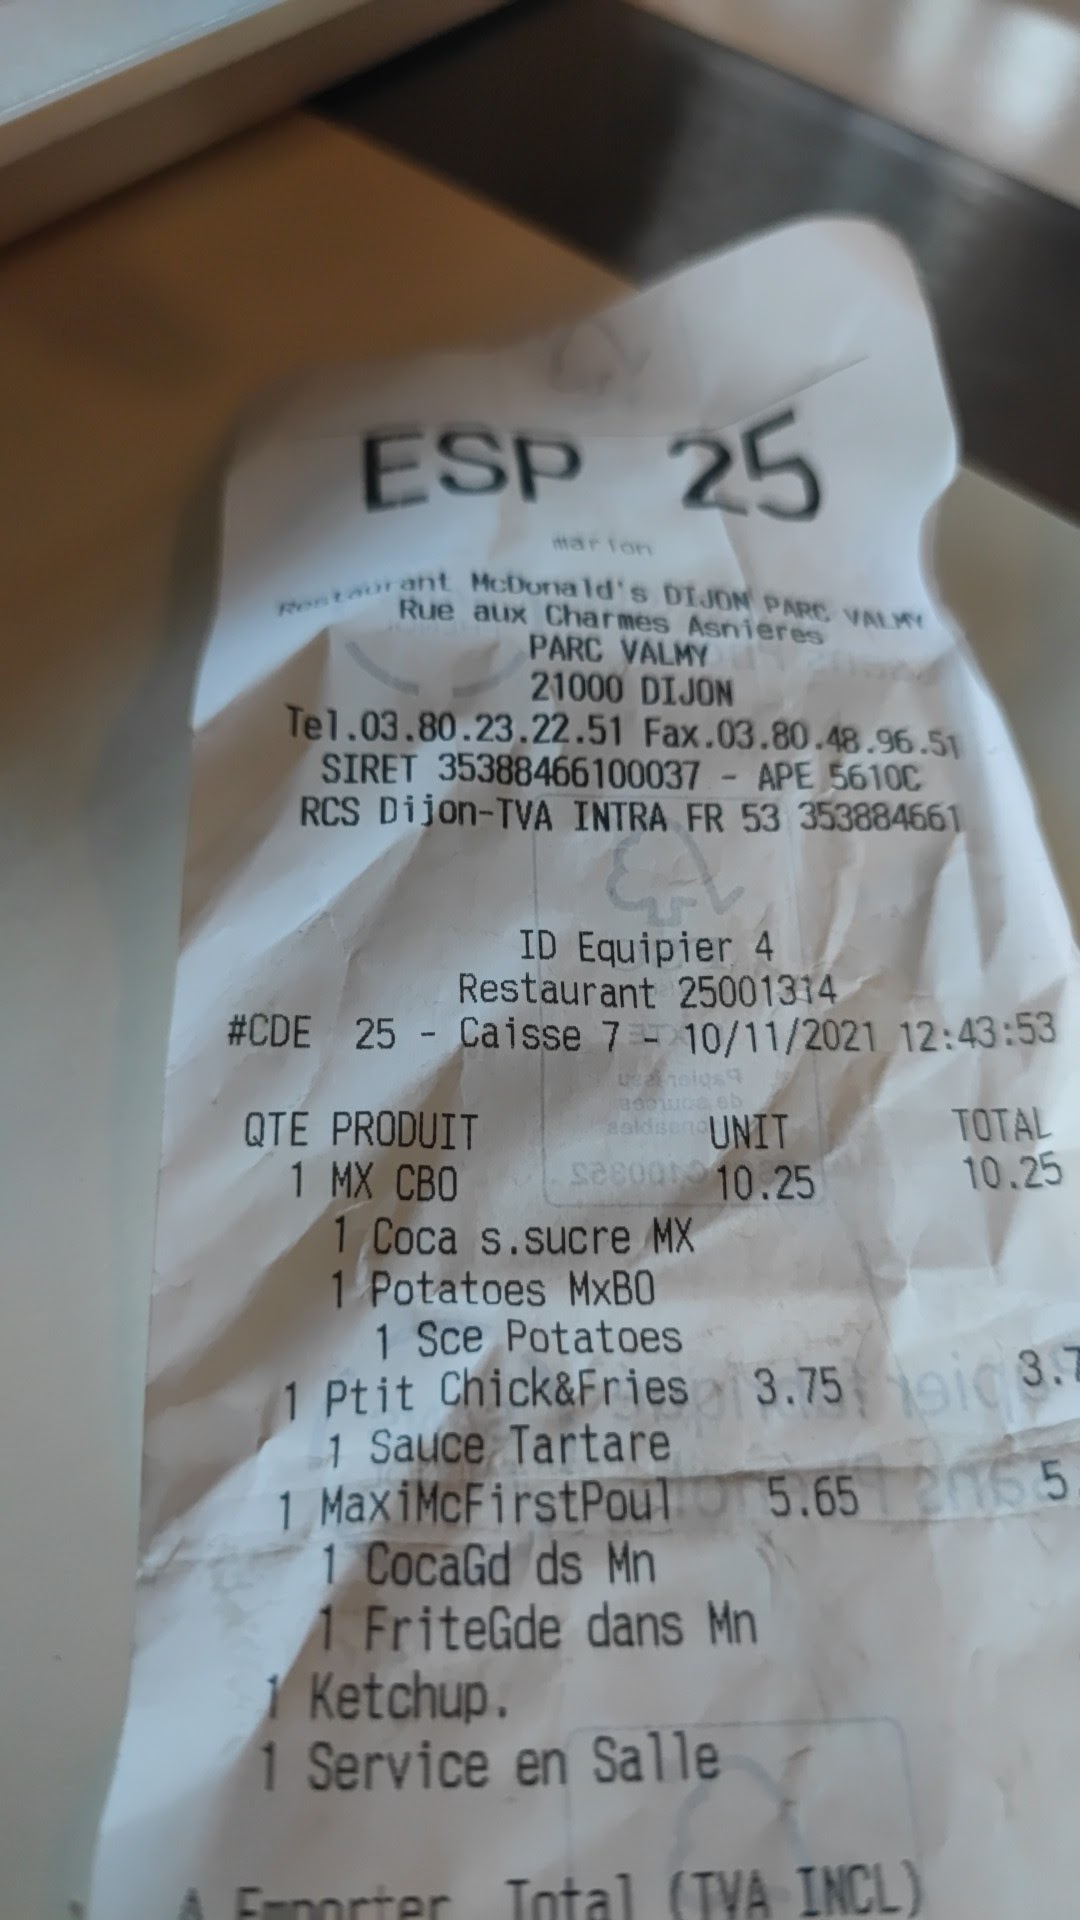 ESP 25
marion
Restaurant McDonald's DIJON PARC VALMY
Rue aux Charmes Asnieres
PARC VALMY
21000 DIJON
Tel.03.80.23.22.51 Fax.03.80.48.96.51
SIRET 35388466100037 - APE 5610C
RCS Dijon-TVA INTRA FR 53 353884661
ID Equipier 4
Restaurant 25001314
#CDE 25 - Caisse 7 - 10/11/2021 12:43:53
QTE PRODUIT UNIT TOTAL
1 MX CBO 10.25 10.25
1 Coca s.sucre MX
1 Potatoes MxBO
1 Sce Potatoes
1 Ptit Chick&Fries 3.75 3.7
1 Sauce Tartare
1 MaxiMcFirstPoul 5.65 5.
1 CocaGd ds Mn
1 FriteGde dans Mn
1 Ketchup.
1 Service en Salle
A Emporter Total (TVA INCL)